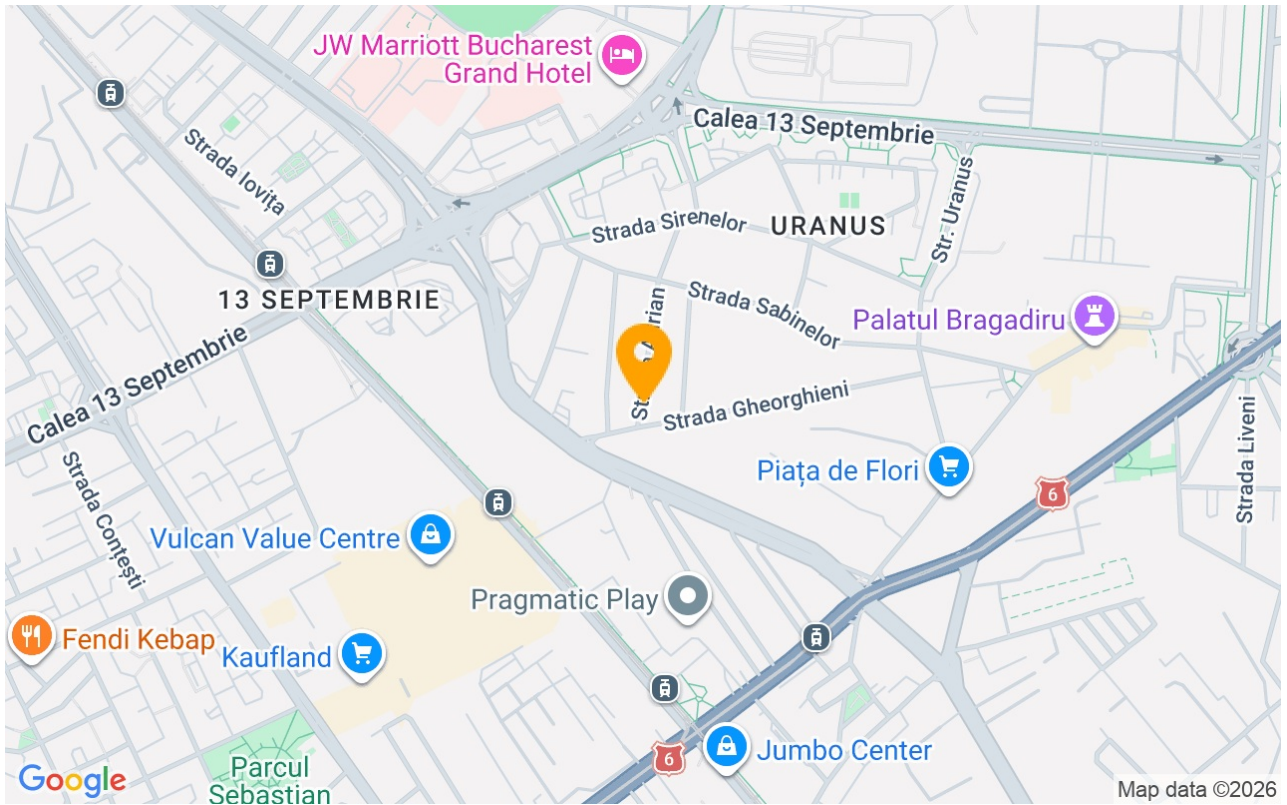 JW Marriott Bucharest
Grand Hotel
Calea 13 Septembrie
Strada Iovița
Str. Uranus
Strada Sirenelor
URANUS
13 SEPTEMBRIE
Strada Sabinelor
Palatul Bragadiru
Calea 13 Septembrie
Strada Gheorghieni
Strada Liveni
Piața de Flori
6
Strada Contești
Vulcan Value Centre
Pragmatic Play
Fendi Kebap
Kaufland
Jumbo Center
6
Parcul
Sebastian
Google
Map data ©2026